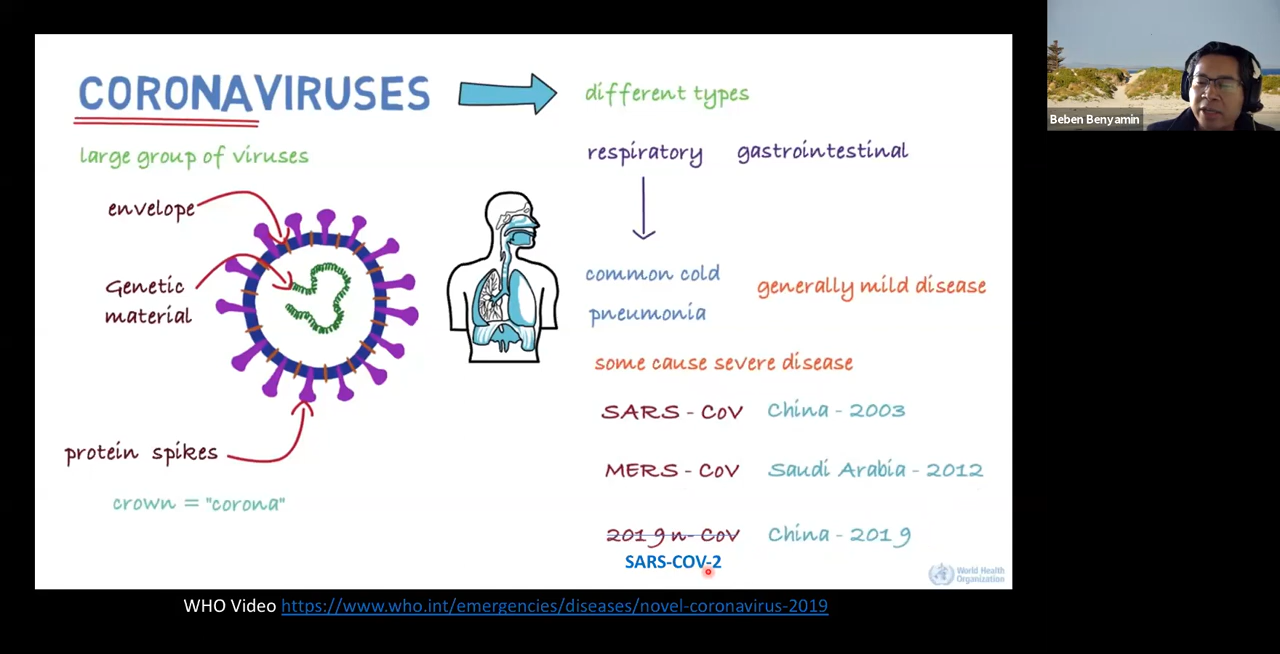 CORONAVIRUSES
different types
large group of viruses
respiratory gastrointestinal
envelope
Genetic
material
common cold
pneumonia
generally mild disease
some cause severe disease
SARS - CoV China - 2003
MERS - CoV Saudi Arabia - 2012
2019 n- CoV China - 2019
SARS-COV-2
protein spikes
crown = "corona"
World Health
Organization
WHO Video https://www.who.int/emergencies/diseases/novel-coronavirus-2019
Beben Benyamin